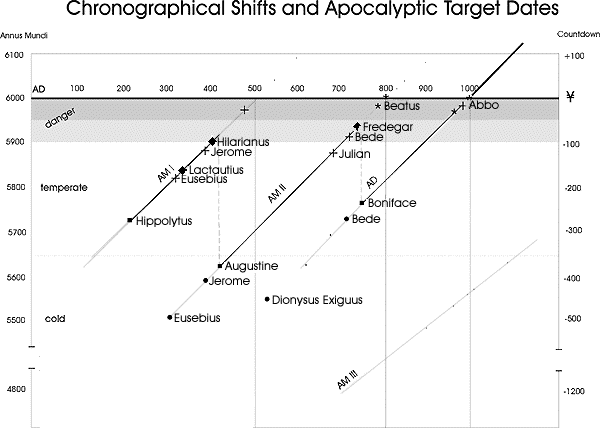 Chronographical Shifts and Apocalyptic Target Dates
Annus Mundi
Countdown
6100
+100
AD 100 200 300 400 500 600 700 800 900 1000
6000
¥
Beatus
Abbo
danger
Fredegar
Bede
5900
Hilarianus
-100
Jerome
Julian
Lactautius
AM I
Eusebius
AM II
AD
5800
temperate
-200
Boniface
Hippolytus
Bede
5700
-300
Augustine
5600
Jerome
-400
Dionysus Exiguus
5500
cold
Eusebius
-500
AM III
4800
-1200